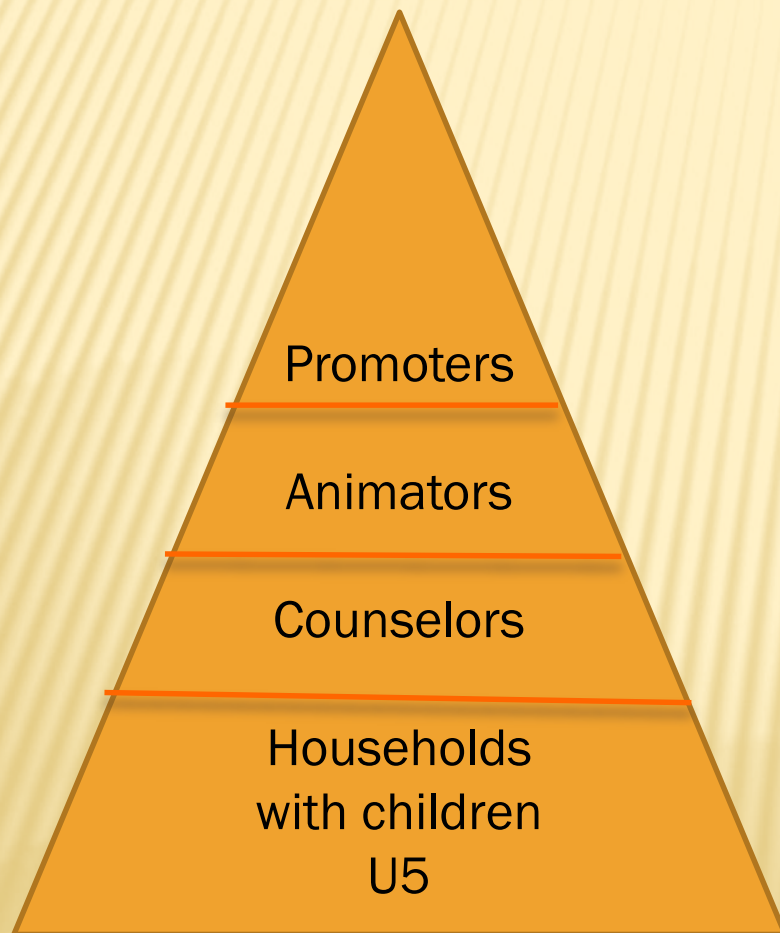 Promoters
Animators
Counselors
Households
with children
U5